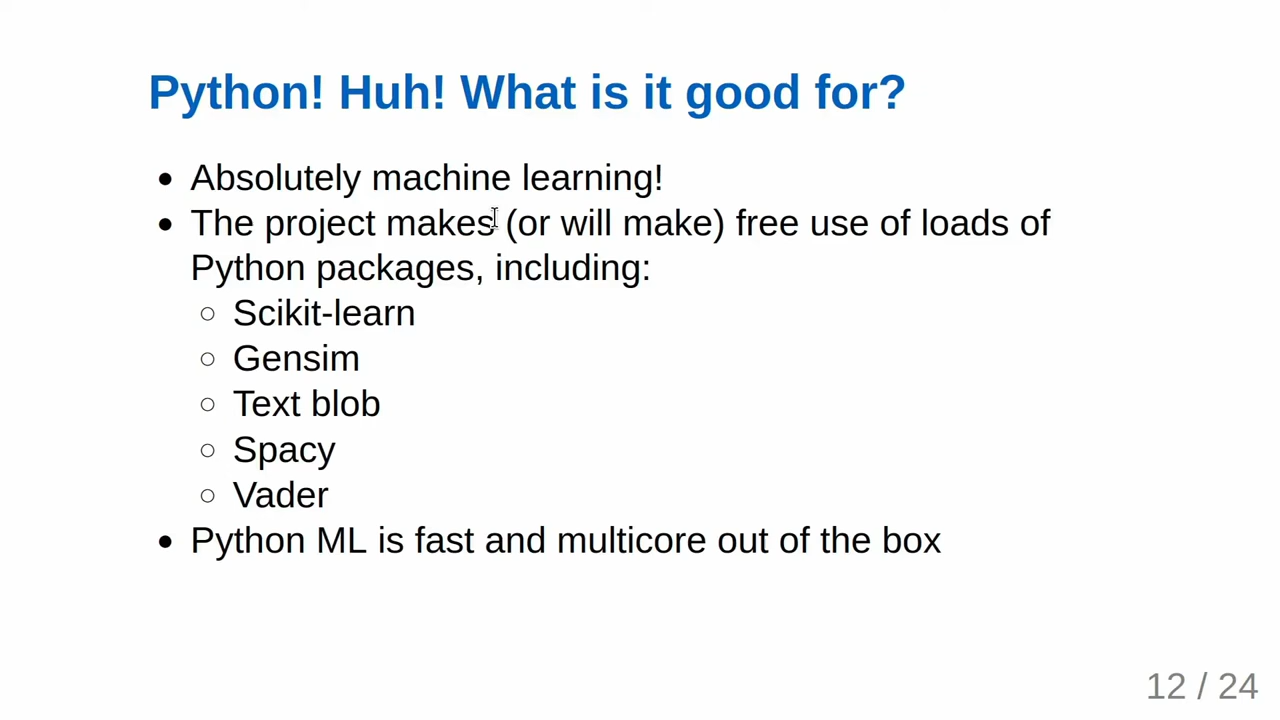 Python! Huh! What is it good for?
• Absolutely machine learning!
• The project makes (or will make) free use of loads of
Python packages, including:
○ Scikit-learn
○ Gensim
○ Text blob
○ Spacy
○ Vader
• Python ML is fast and multicore out of the box
12 / 24